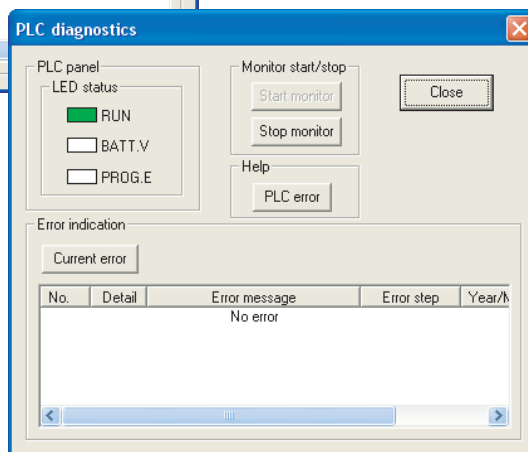 PLC diagnostics
PLC panel
LED status
RUN
BATT.V
PROG.E
Monitor start/stop
Start monitor
Stop monitor
Close
Help
PLC error
Error indication
Current error
No. Detail Error message Error step Year/M
No error